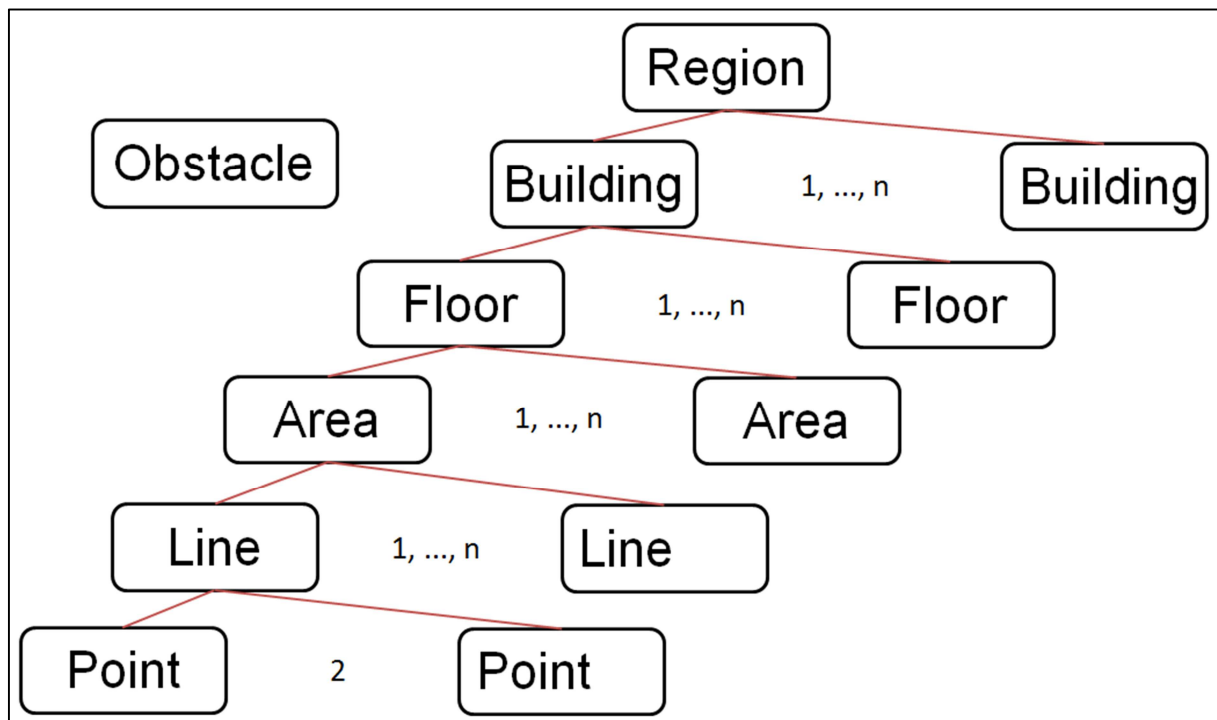 Region
Obstacle
Building 1, ..., n Building
Floor 1, ..., n Floor
Area 1, ..., n Area
Line 1, ..., n Line
Point 2 Point